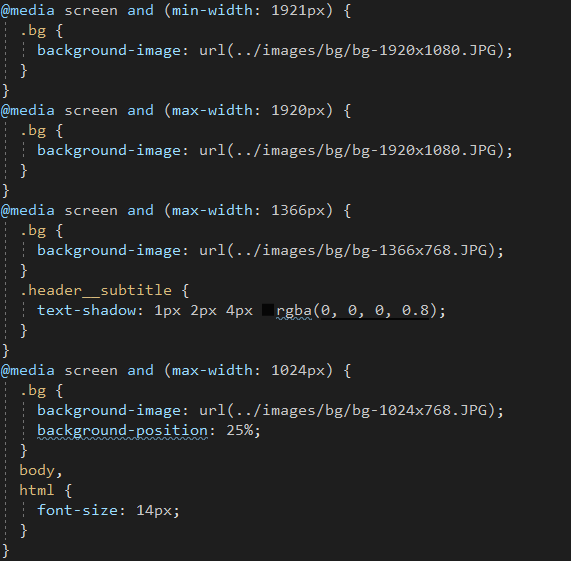 @media screen and (min-width: 1921px) {
  .bg {
    background-image: url(../images/bg/bg-1920x1080.JPG);
  }
}
@media screen and (max-width: 1920px) {
  .bg {
    background-image: url(../images/bg/bg-1920x1080.JPG);
  }
}
@media screen and (max-width: 1366px) {
  .bg {
    background-image: url(../images/bg/bg-1366x768.JPG);
  }
  .header__subtitle {
    text-shadow: 1px 2px 4px rgba(0, 0, 0, 0.8);
  }
}
@media screen and (max-width: 1024px) {
  .bg {
    background-image: url(../images/bg/bg-1024x768.JPG);
    background-position: 25%;
  }
  body,
  html {
    font-size: 14px;
  }
}